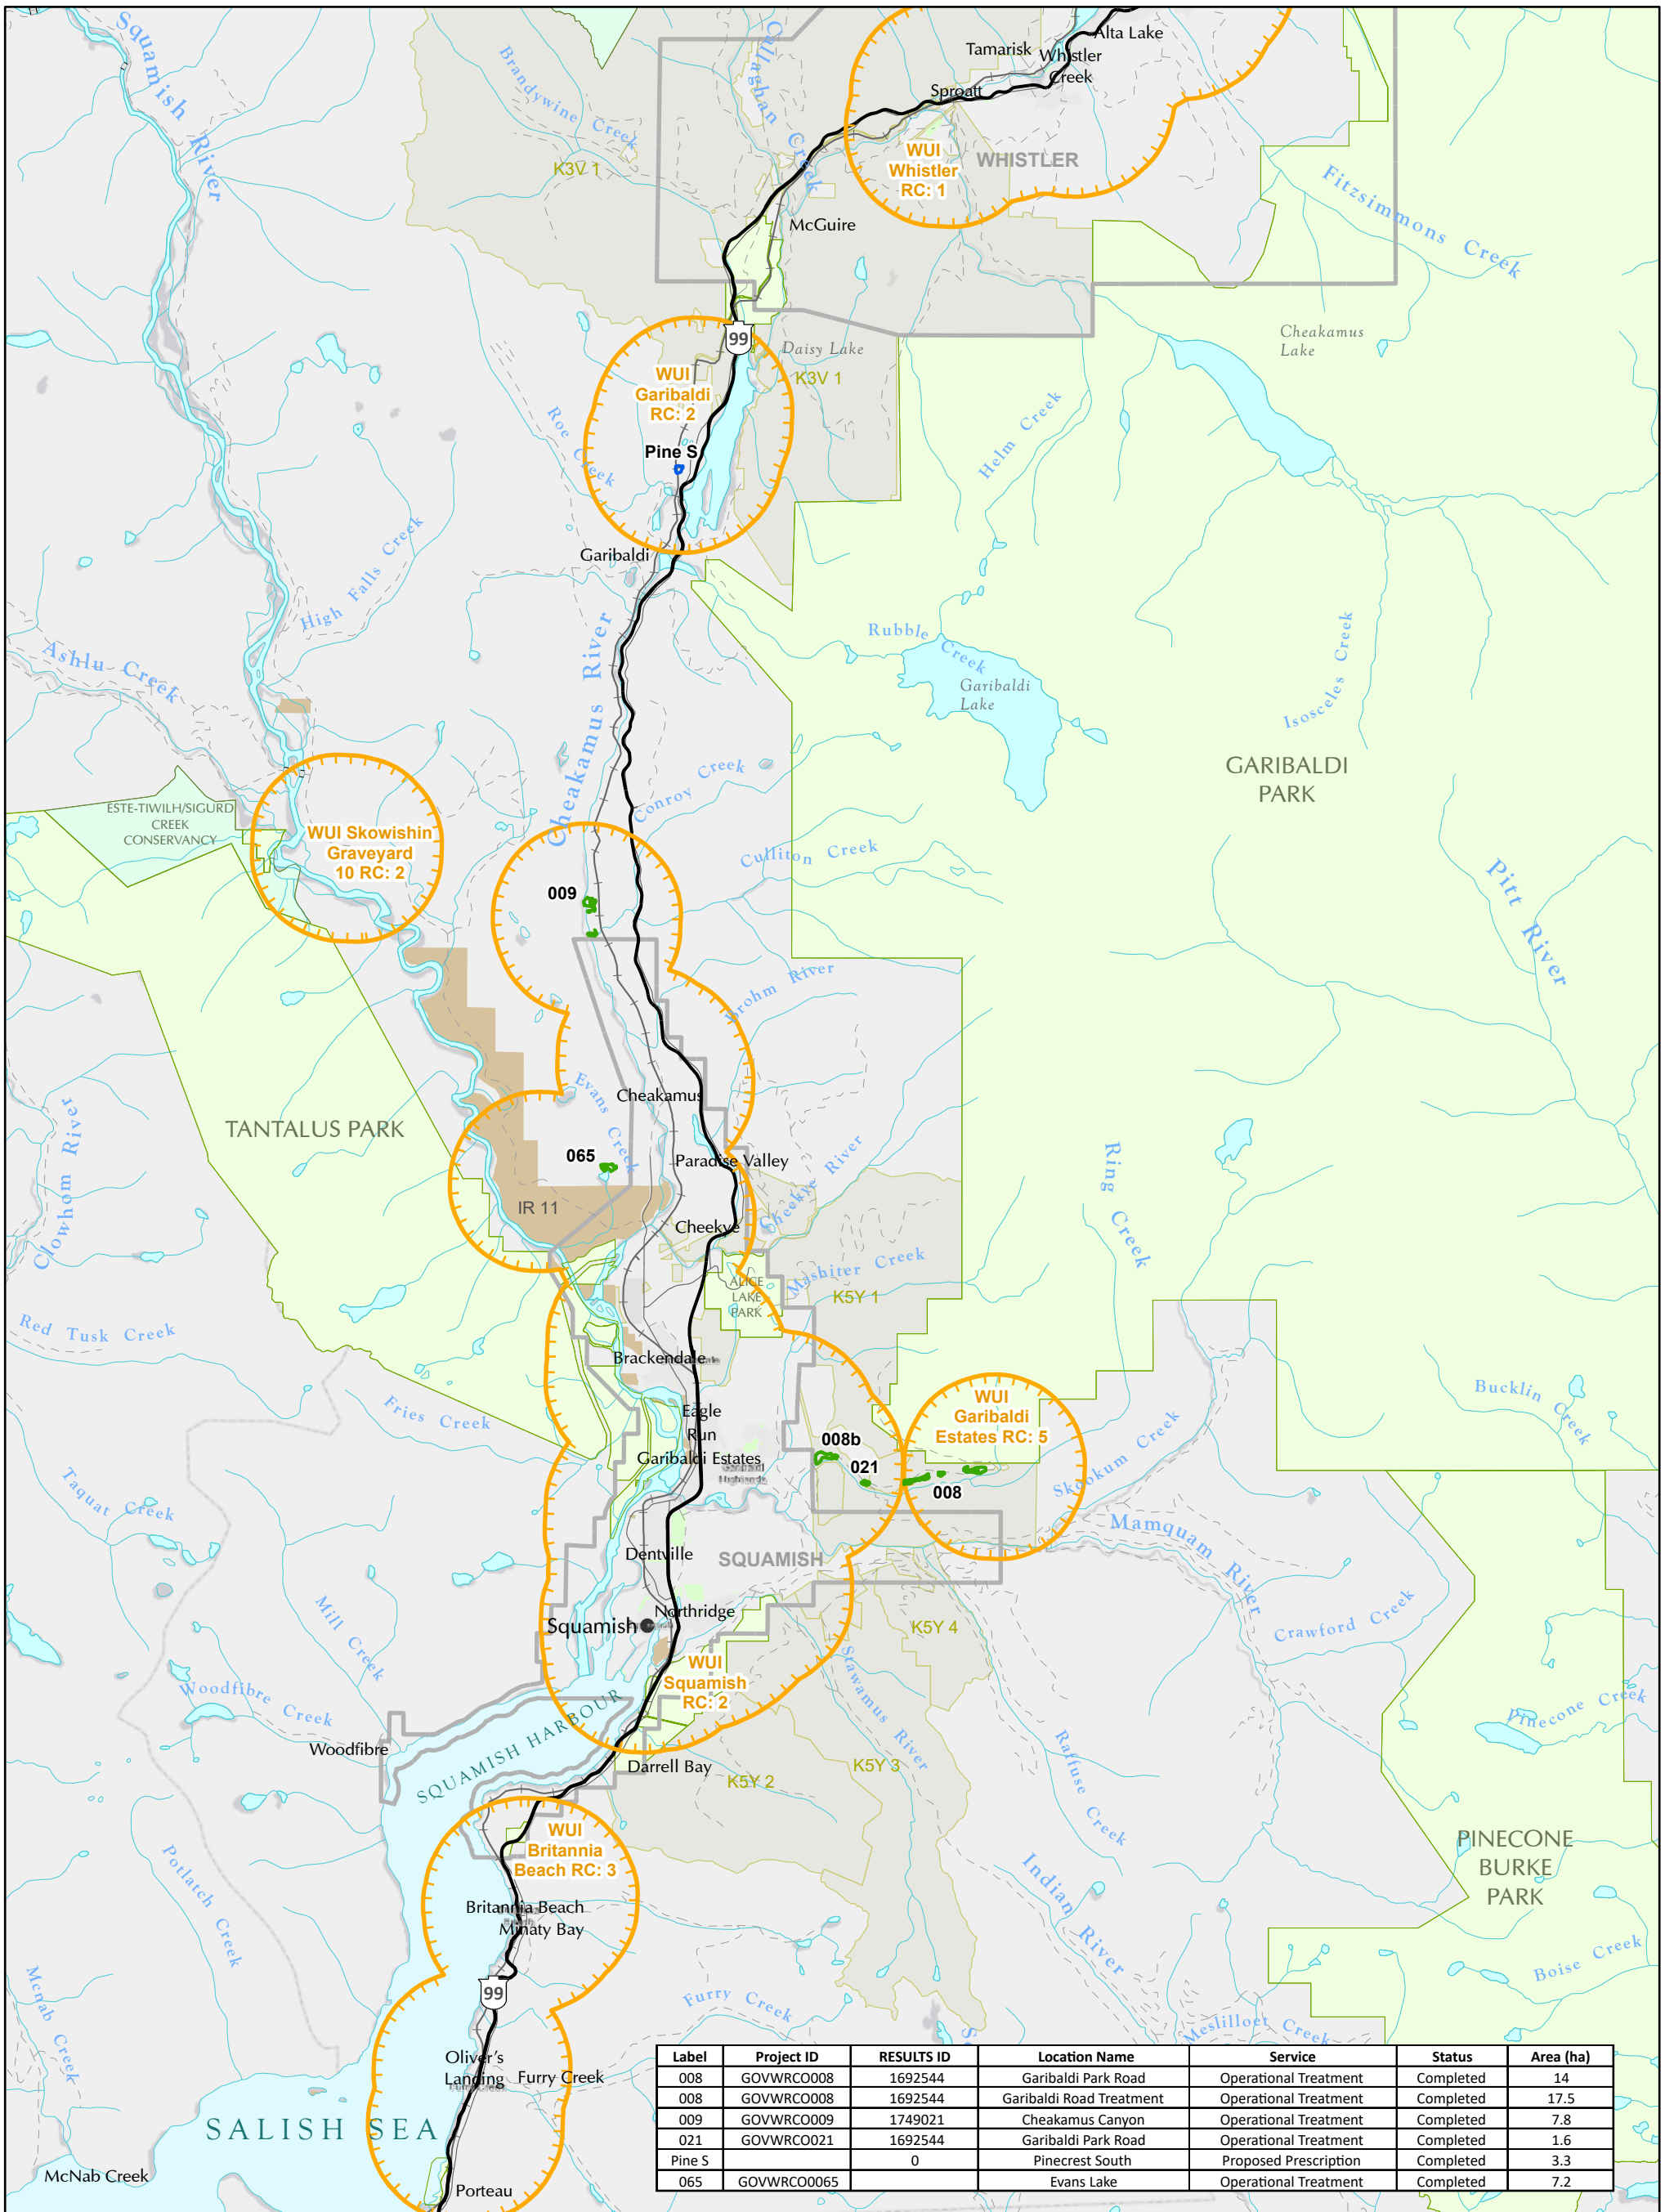 Squamish River
Brandywine Creek
Callaghan Creek
Alta Lake
Tamarisk
Whistler
Creek
Sproatt
K3V 1
WUI
Whistler
RC: 1
WHISTLER
Fitzsimmons Creek
McGuire
99
Daisy Lake
K3V 1
Cheakamus
Lake
WUI
Garibaldi
RC: 2
Roe Creek
Pine S
Helm Creek
High Falls Creek
Garibaldi
Ashlu Creek
Cheakamus River
Rubble Creek
Garibaldi
Lake
Isosceles Creek
GARIBALDI
PARK
Conroy Creek
ESTE-TIWILH/SIGURD
CREEK
CONSERVANCY
WUI Skowishin
Graveyard
10 RC: 2
Culliton Creek
009
Pitt River
Brohm River
Evans Creek
Cheakamus
TANTALUS PARK
Clowhom River
065
Paradise Valley
Cheekye River
Ring Creek
IR 11
Cheekye
Mashiter Creek
ALICE
LAKE
PARK
K5Y 1
Red Tusk Creek
Brackendale
Fries Creek
Eagle
Run
WUI
Garibaldi
Estates RC: 5
Bucklin Creek
008b
Garibaldi Estates
Garibaldi
Highlands
021
008
Skookum Creek
Taquat Creek
Mamquam River
Dentville
SQUAMISH
Mill Creek
Northridge
Squamish
K5Y 4
Crawford Creek
Stawamus River
WUI
Squamish
RC: 2
Woodfibre Creek
Pinecone Creek
Woodfibre
SQUAMISH HARBOUR
Darrell Bay
K5Y 2
K5Y 3
Raffuse Creek
WUI
Britannia
Beach RC: 3
PINECONE
BURKE
PARK
Potlatch Creek
Indian River
Britannia Beach
Minaty Bay
Boise Creek
99
Mcnab Creek
Furry Creek
Meslilloet Creek
Oliver's
Landing
Furry Creek
SALISH SEA
McNab Creek
Porteau
Label Project ID RESULTS ID Location Name Service Status Area (ha)
008 GOVWRCO008 1692544 Garibaldi Park Road Operational Treatment Completed 14
008 GOVWRCO008 1692544 Garibaldi Road Treatment Operational Treatment Completed 17.5
009 GOVWRCO009 1749021 Cheakamus Canyon Operational Treatment Completed 7.8
021 GOVWRCO021 1692544 Garibaldi Park Road Operational Treatment Completed 1.6
Pine S 0 Pinecrest South Proposed Prescription Completed 3.3
065 GOVWRCO0065 Evans Lake Operational Treatment Completed 7.2